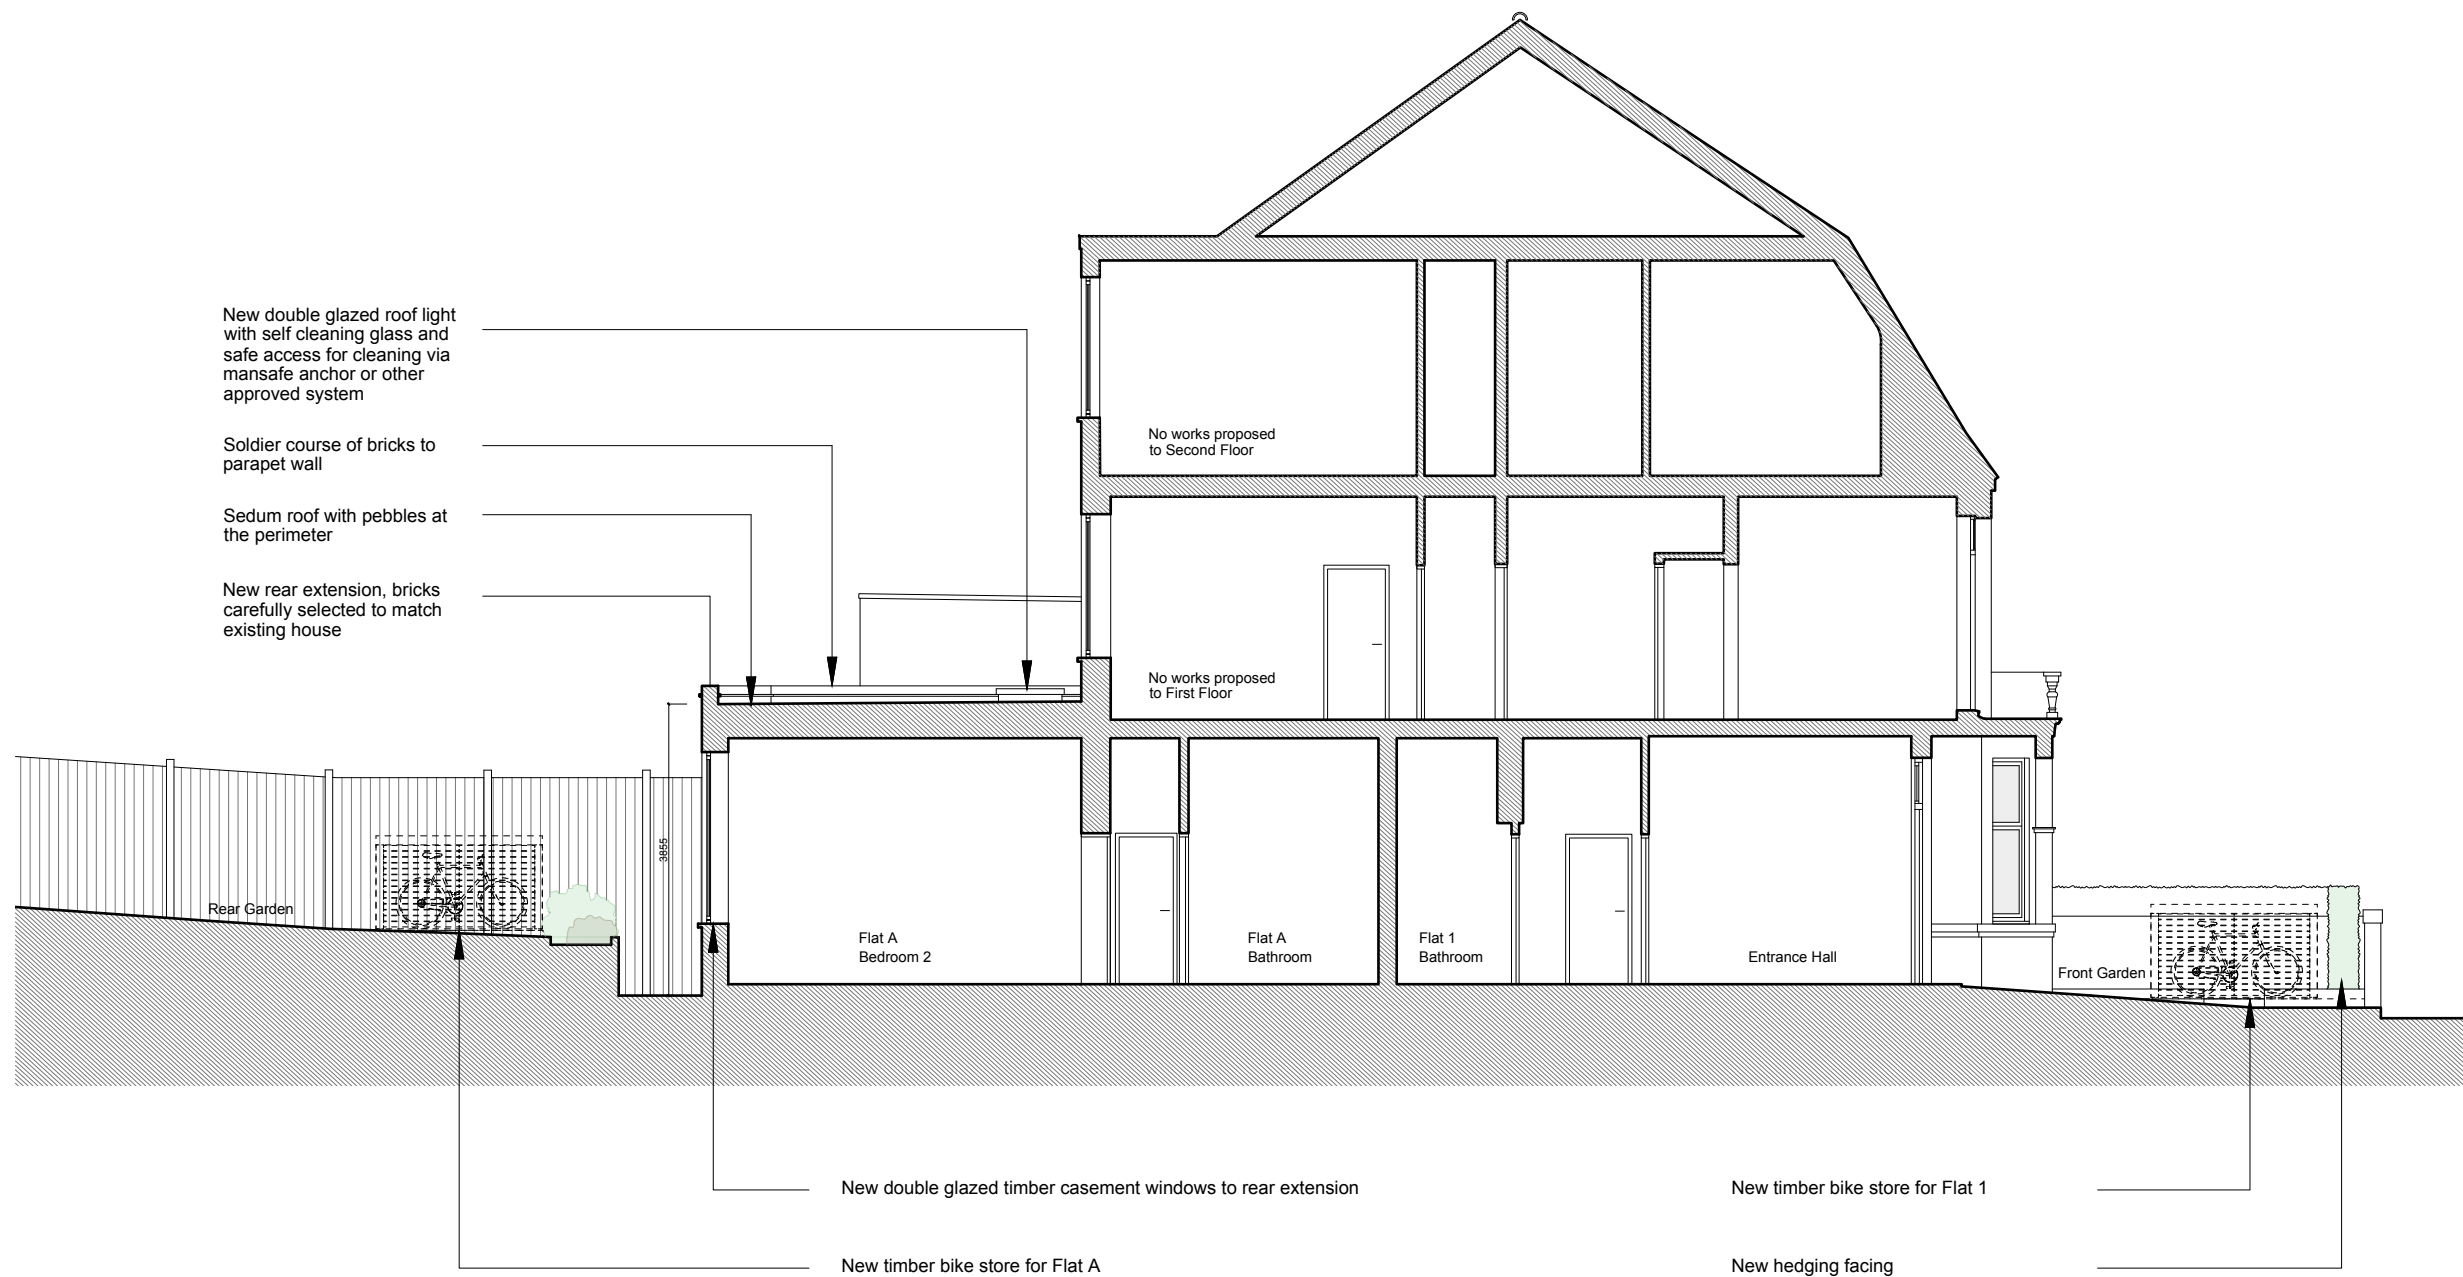 New double glazed roof light
with self cleaning glass and
safe access for cleaning via
mansafe anchor or other
approved system
Soldier course of bricks to
parapet wall
Sedum roof with pebbles at
the perimeter
New rear extension, bricks
carefully selected to match
existing house
No works proposed
to Second Floor
No works proposed
to First Floor
3855
Rear Garden
Flat A
Bedroom 2
Flat A
Bathroom
Flat 1
Bathroom
Entrance Hall
Front Garden
New double glazed timber casement windows to rear extension
New timber bike store for Flat 1
New timber bike store for Flat A
New hedging facing